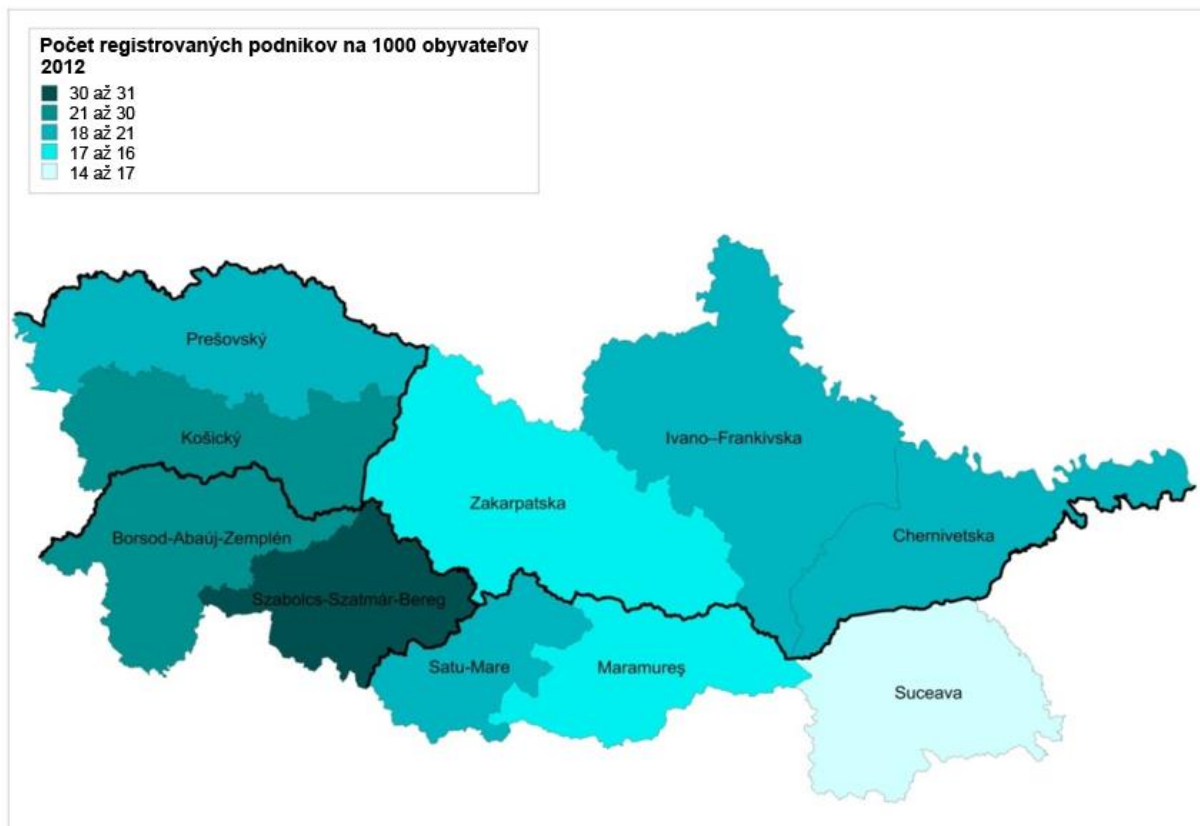 Počet registrovaných podnikov na 1000 obyvateľov
2012
30 až 31
21 až 30
18 až 21
17 až 16
14 až 17
Prešovský
Košický
Ivano–Frankivska
Zakarpatska
Chernivetska
Borsod-Abaúj-Zemplén
Szabolcs-Szatmár-Bereg
Satu-Mare
Maramureş
Suceava